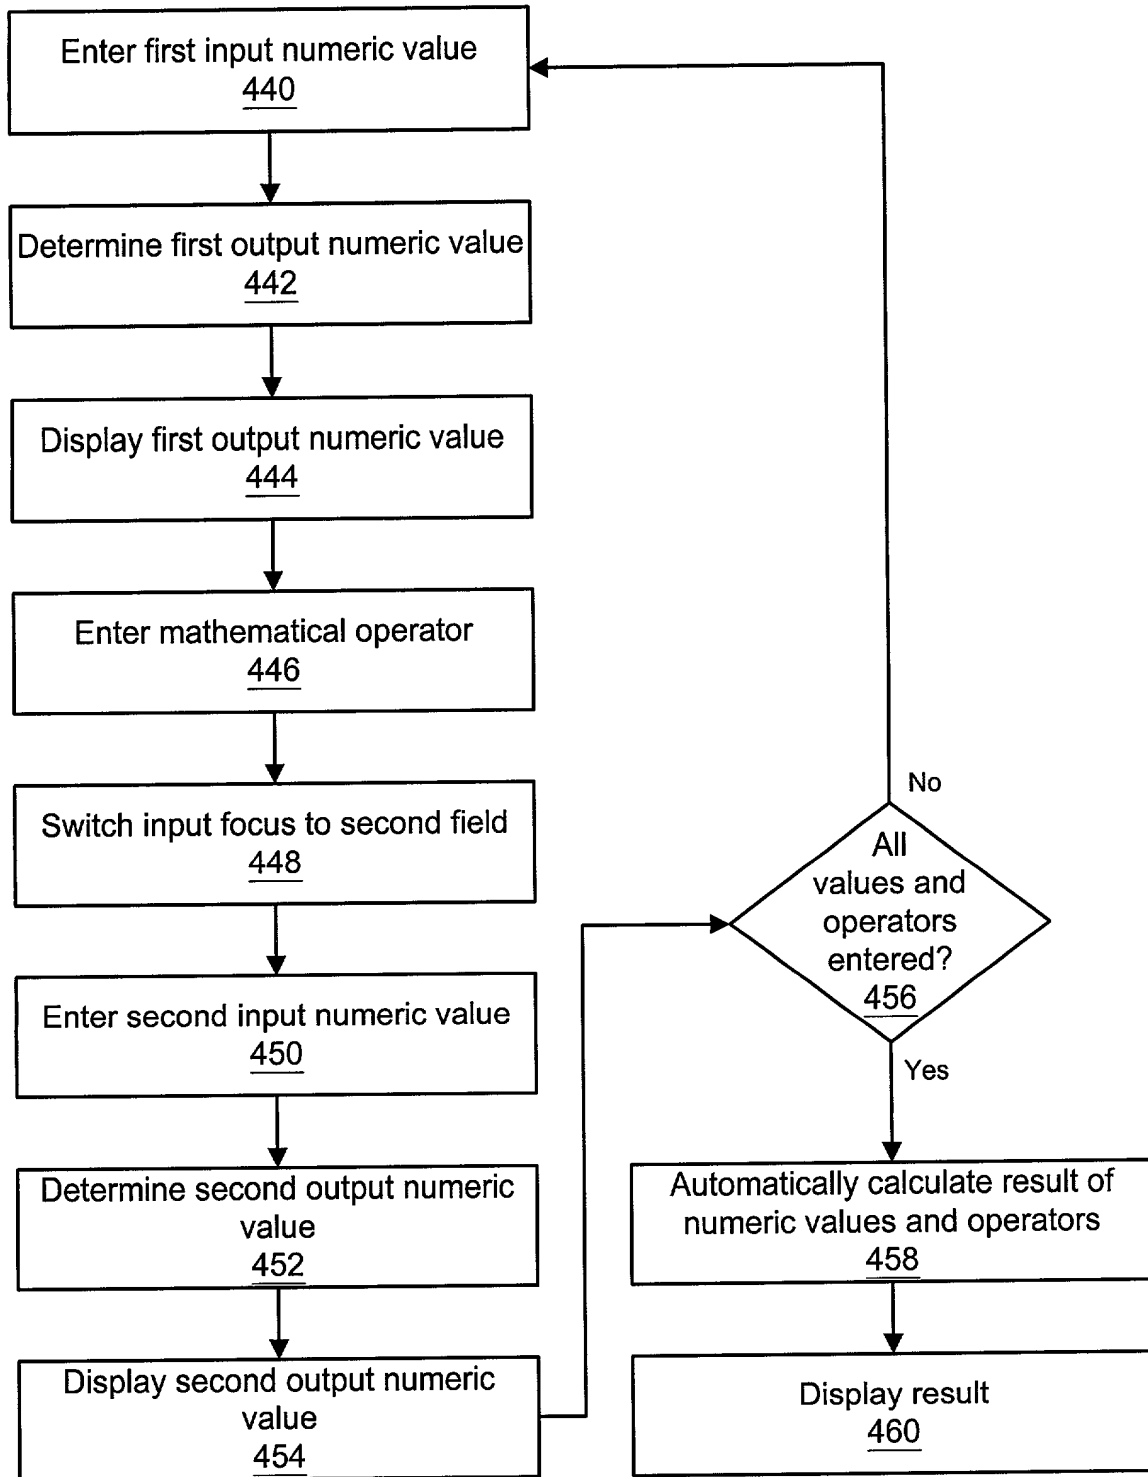 Enter first input numeric value
440
Determine first output numeric value
442
Display first output numeric value
444
Enter mathematical operator
446
Switch input focus to second field
448
Enter second input numeric value
450
Determine second output numeric
value
452
Display second output numeric
value
454
No
All
values and
operators
entered?
456
Yes
Automatically calculate result of
numeric values and operators
458
Display result
460